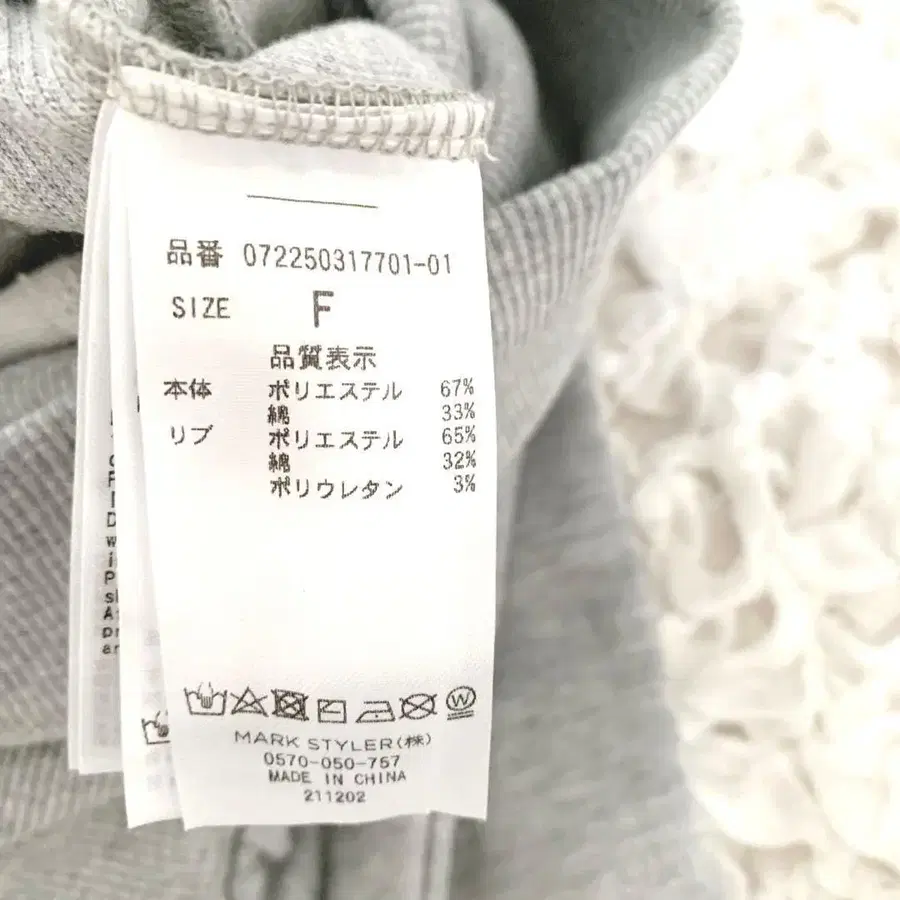 品番 072250317701-01
SIZE F
品質表示
本体 ポリエステル 67%
綿 33%
リブ ポリエステル 65%
綿 32%
ポリウレタン 3%
W
MARK STYLER(株)
0570-050-757
MADE IN CHINA
211202